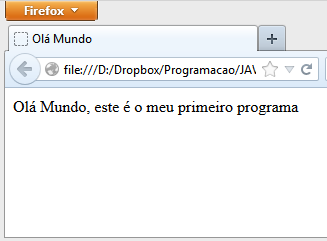 Firefox
Olá Mundo
file:///D:/Dropbox/Programacao/JAV
Olá Mundo, este é o meu primeiro programa